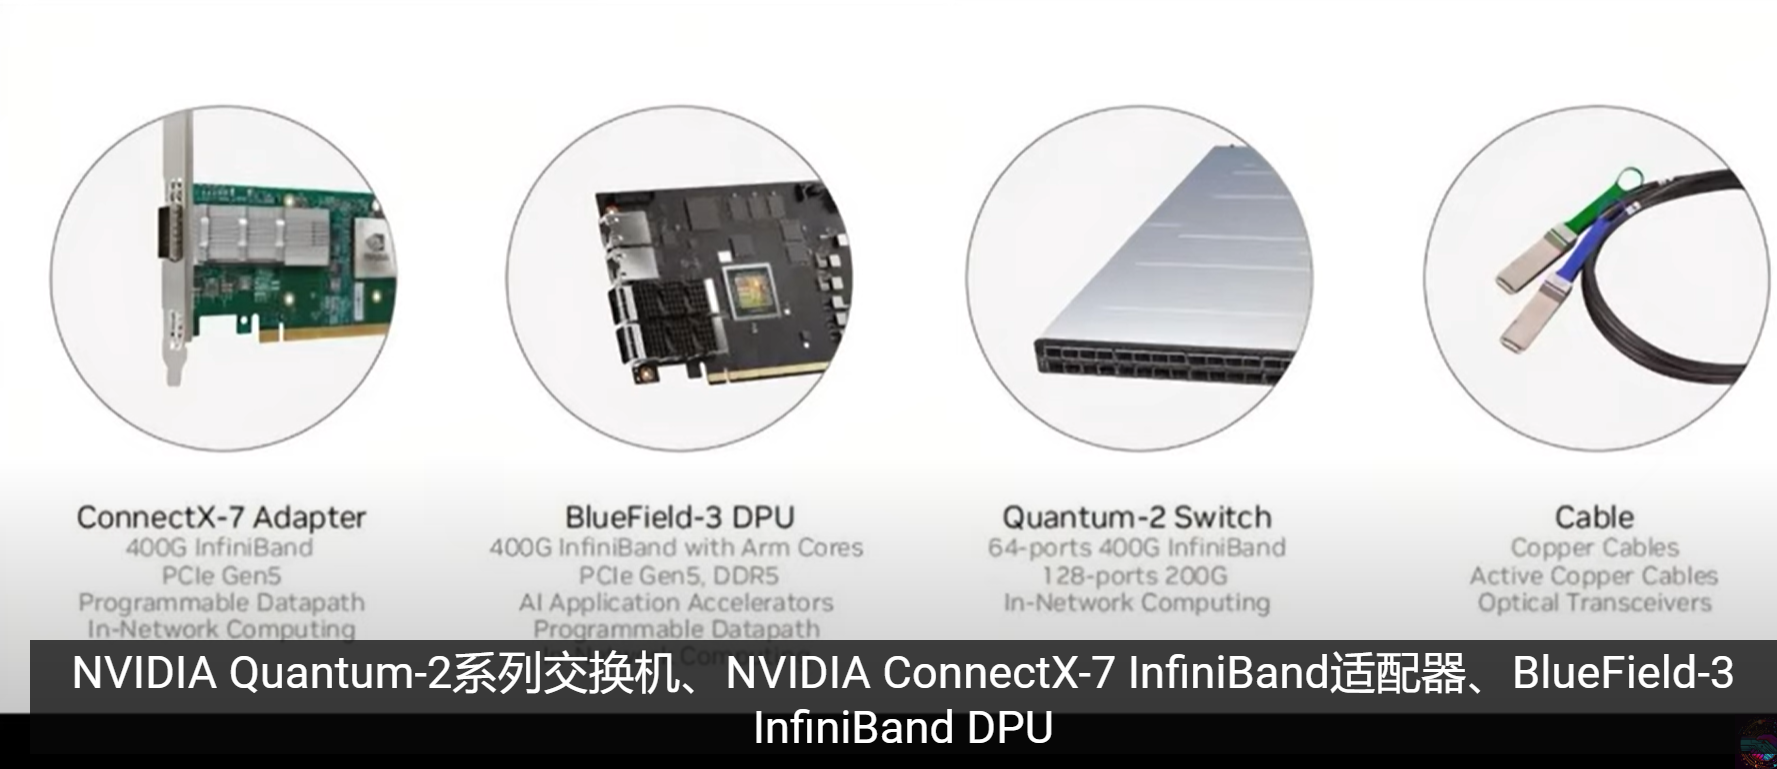 ConnectX-7 Adapter
400G InfiniBand
PCIe Gen5
Programmable Datapath
In-Network Computing
BlueField-3 DPU
400G InfiniBand with Arm Cores
PCIe Gen5, DDR5
AI Application Accelerators
Programmable Datapath
In-Network Computing
Quantum-2 Switch
64-ports 400G InfiniBand
128-ports 200G
In-Network Computing
Cable
Copper Cables
Active Copper Cables
Optical Transceivers
NVIDIA Quantum-2系列交换机、NVIDIA ConnectX-7 InfiniBand适配器、BlueField-3
InfiniBand DPU